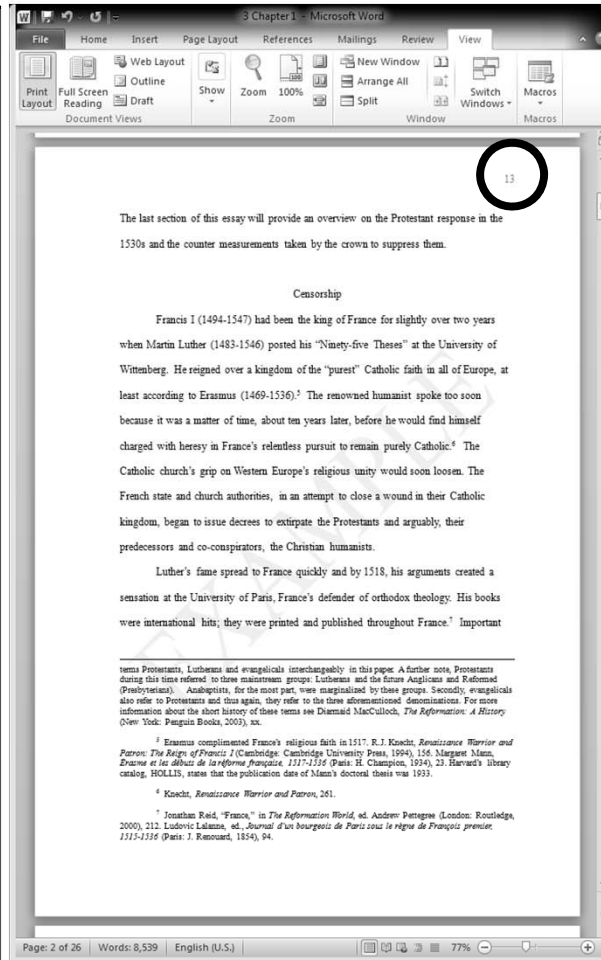 3 Chapter 1 - Microsoft Word
File Home Insert Page Layout References Mailings Review View
Print Layout
Full Screen Reading
Web Layout
Outline
Draft
Document Views
Show
Zoom
100%
Zoom
New Window
Arrange All
Split
Switch Windows
Window
Macros
Macros
13
The last section of this essay will provide an overview on the Protestant response in the
1530s and the counter measurements taken by the crown to suppress them.
Censorship
Francis I (1494-1547) had been the king of France for slightly over two years
when Martin Luther (1483-1546) posted his “Ninety-five Theses” at the University of
Wittenberg. He reigned over a kingdom of the “purest” Catholic faith in all of Europe, at
least according to Erasmus (1469-1536).5 The renowned humanist spoke too soon
because it was a matter of time, about ten years later, before he would find himself
charged with heresy in France’s relentless pursuit to remain purely Catholic.6 The
Catholic church’s grip on Western Europe’s religious unity would soon loosen. The
French state and church authorities, in an attempt to close a wound in their Catholic
kingdom, began to issue decrees to extirpate the Protestants and arguably, their
predecessors and co-conspirators, the Christian humanists.
Luther’s fame spread to France quickly and by 1518, his arguments created a
sensation at the University of Paris, France’s defender of orthodox theology. His books
were international hits; they were printed and published throughout France.7 Important
EXAMPLE
terms Protestants, Lutherans and evangelicals interchangeably in this paper. A further note, Protestants
during this time referred to three mainstream groups: Lutherans and the future Anglicans and Reformed
(Presbyterians). Anabaptists, for the most part, were marginalized by these groups. Secondly, evangelicals
also refer to Protestants and thus again, they refer to the three aforementioned denominations. For more
information about the short history of these terms see Diarmaid MacCulloch, The Reformation: A History
(New York: Penguin Books, 2003), xx.
5 Erasmus complimented France’s religious faith in 1517. R. J. Knecht, Renaissance Warrior and
Patron: The Reign of Francis I (Cambridge: Cambridge University Press, 1994), 156. Margaret Mann,
Érasme et les débuts de la réforme française, 1517-1536 (Paris: H. Champion, 1934), 23. Harvard’s library
catalog, HOLLIS, states that the publication date of Mann’s doctoral thesis was 1933.
6 Knecht, Renaissance Warrior and Patron, 261.
7 Jonathan Reid, “France,” in The Reformation World, ed. Andrew Pettegree (London: Routledge,
2000), 212. Ludovic Lalanne, ed., Journal d'un bourgeois de Paris sous le règne de François premier,
1515-1536 (Paris: J. Renouard, 1854), 94.
Page: 2 of 26 Words: 8,539 English (U.S.) 77%